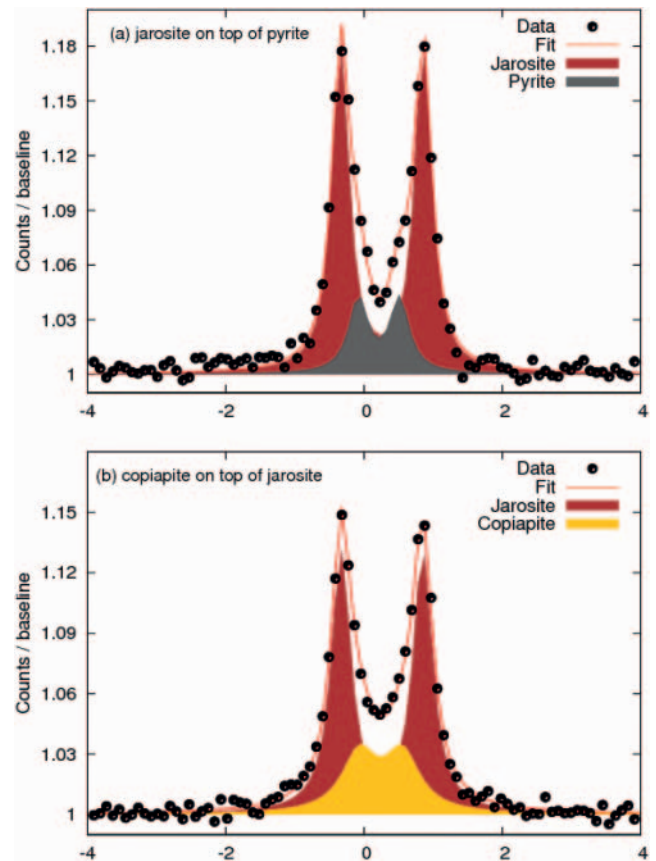 (a) jarosite on top of pyrite
Data
Fit
Jarosite
Pyrite
Counts / baseline
1.18
1.15
1.12
1.09
1.06
1.03
1
-4 -2 0 2 4
(b) copiapite on top of jarosite
Data
Fit
Jarosite
Copiapite
Counts / baseline
1.15
1.12
1.09
1.06
1.03
1
-4 -2 0 2 4